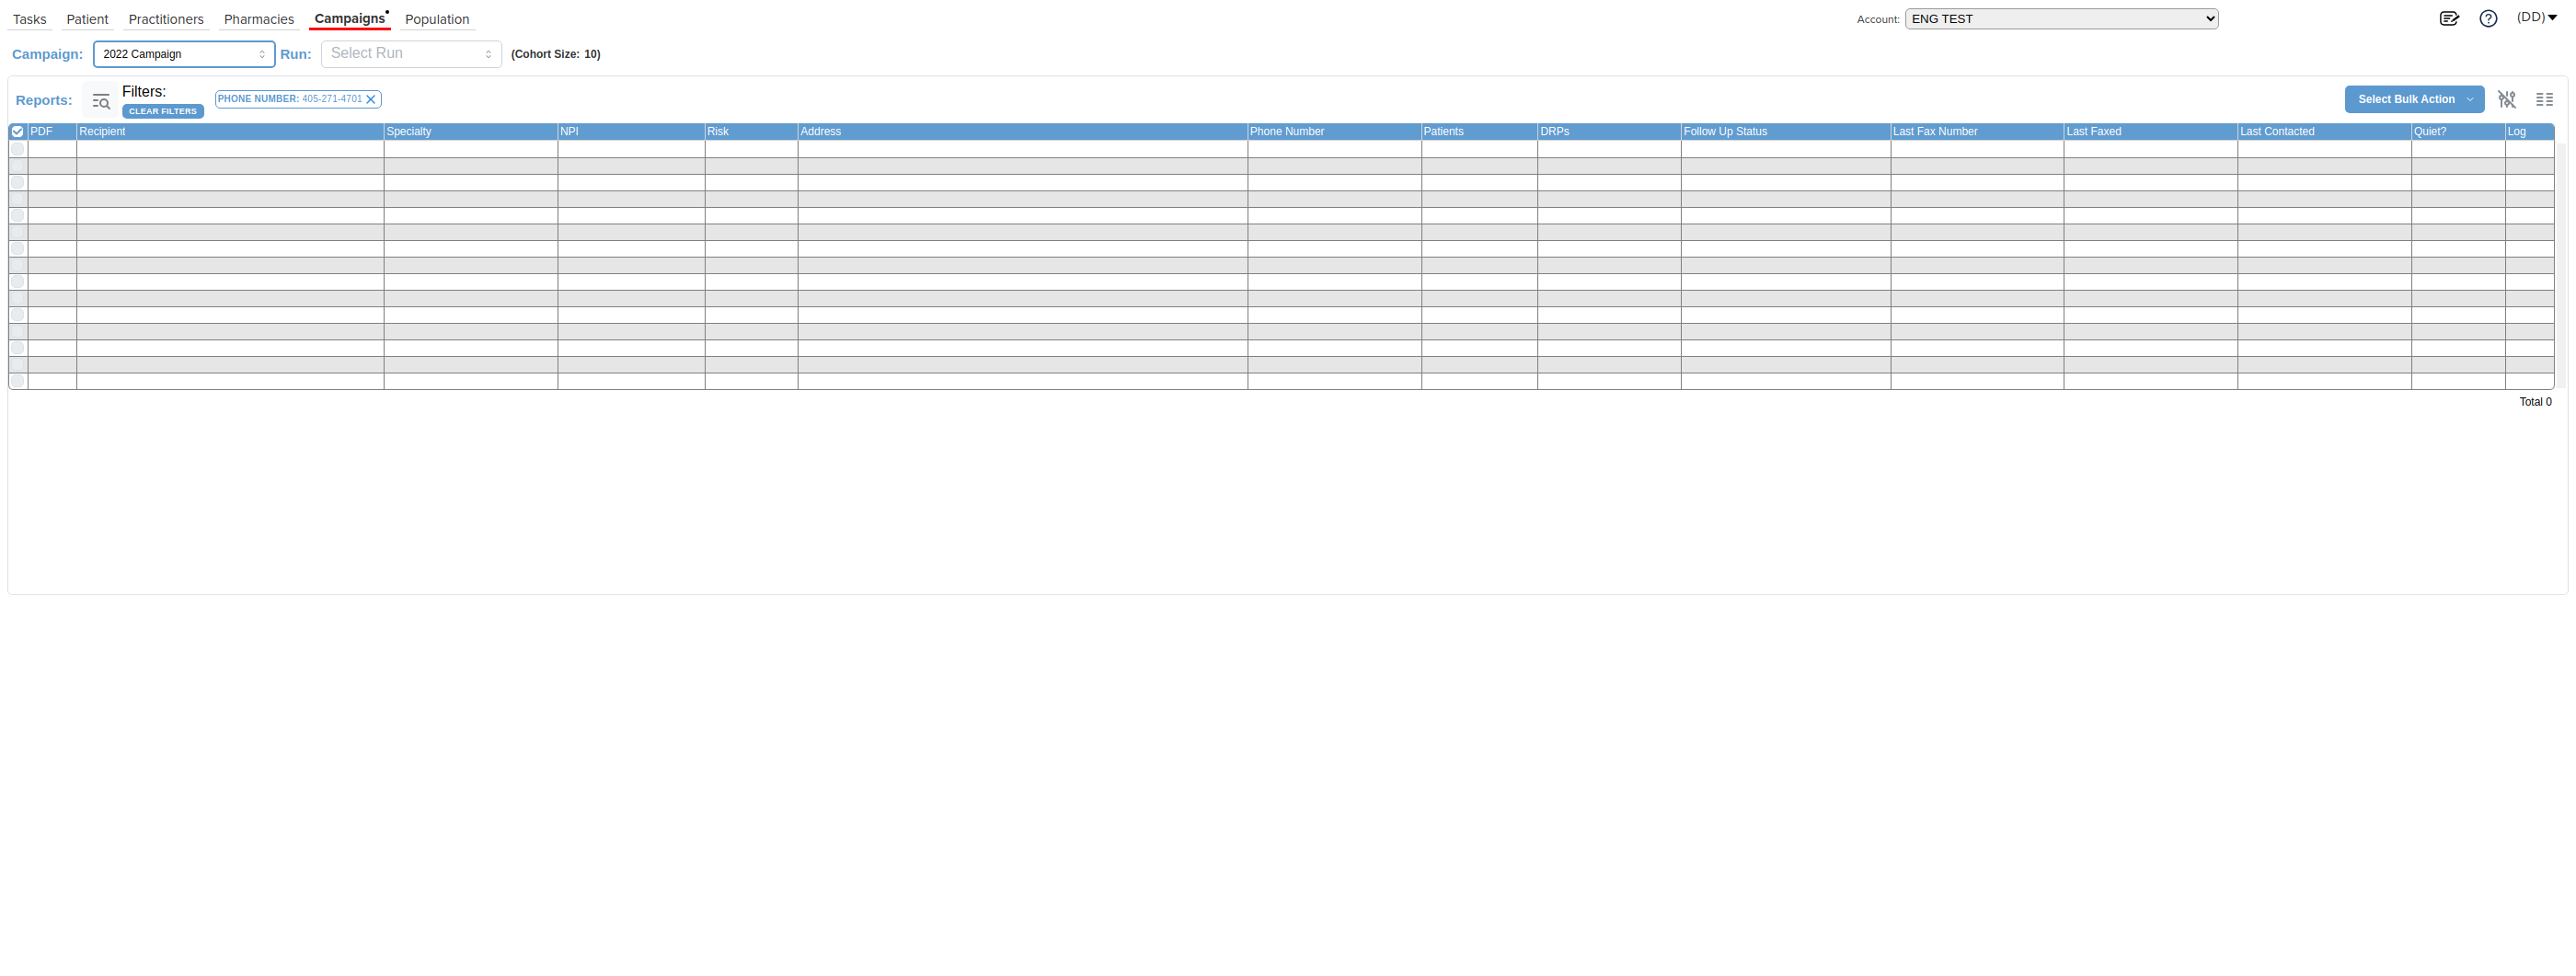 Tasks Patient Practitioners Pharmacies Campaigns Population Account: ENG TEST (DD)
Campaign: 2022 Campaign Run: Select Run (Cohort Size: 10)
Reports: Filters: CLEAR FILTERS PHONE NUMBER: 405-271-4701 Select Bulk Action
PDF Recipient Specialty NPI Risk Address Phone Number Patients DRPs Follow Up Status Last Fax Number Last Faxed Last Contacted Quiet? Log
Total 0